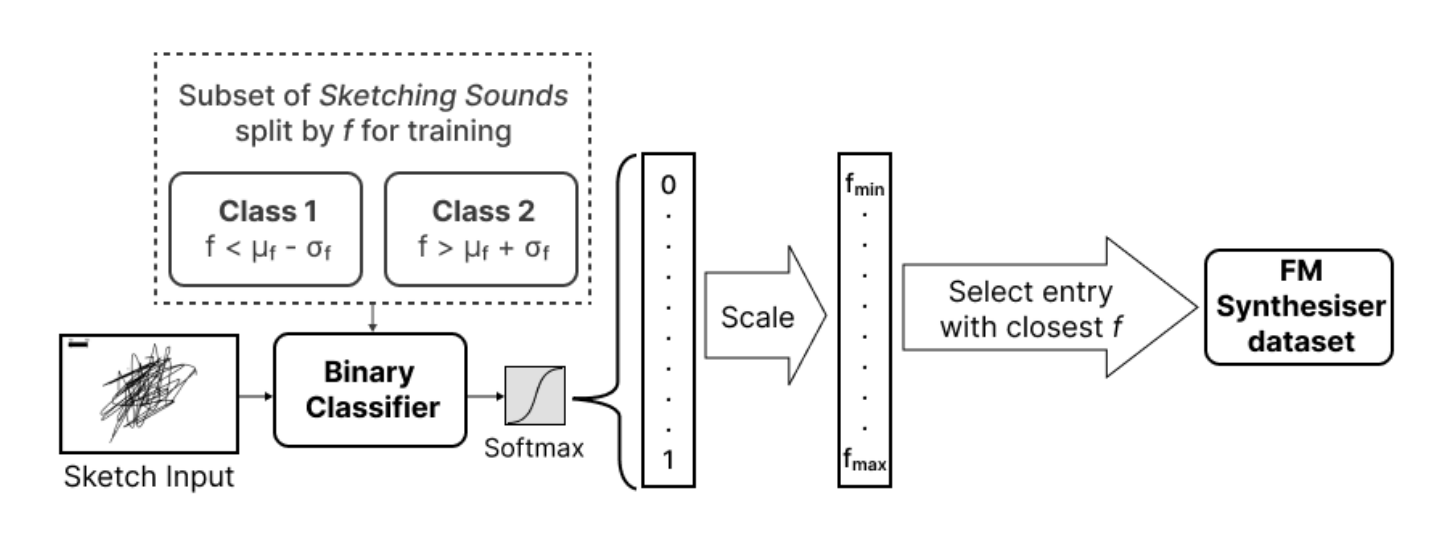 Subset of Sketching Sounds
split by f for training
Class 1
f < μf - σf
Class 2
f > μf + σf
Sketch Input
Binary
Classifier
Softmax
0
.
.
.
.
.
.
.
.
1
Scale
fmin
.
.
.
.
.
.
.
.
fmax
Select entry
with closest f
FM
Synthesiser
dataset